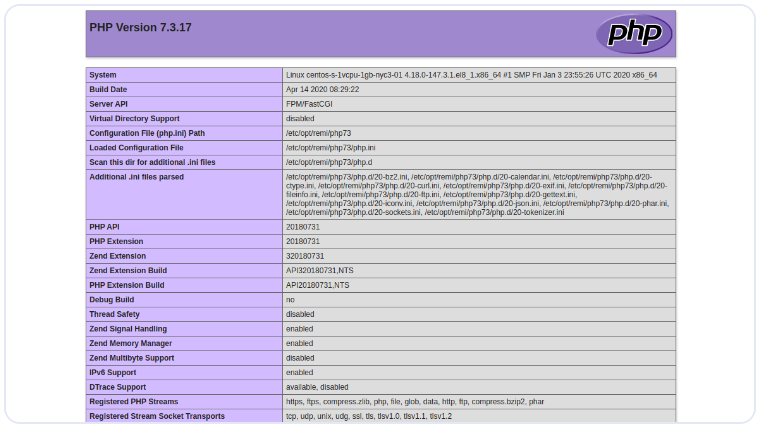 PHP Version 7.3.17
php
System Linux centos-s-1vcpu-1gb-nyc3-01 4.18.0-147.3.1.el8_1.x86_64 #1 SMP Fri Jan 3 23:55:26 UTC 2020 x86_64
Build Date Apr 14 2020 08:29:22
Server API FPM/FastCGI
Virtual Directory Support disabled
Configuration File (php.ini) Path /etc/opt/remi/php73
Loaded Configuration File /etc/opt/remi/php73/php.ini
Scan this dir for additional .ini files /etc/opt/remi/php73/php.d
Additional .ini files parsed /etc/opt/remi/php73/php.d/20-bz2.ini, /etc/opt/remi/php73/php.d/20-calendar.ini, /etc/opt/remi/php73/php.d/20-
ctype.ini, /etc/opt/remi/php73/php.d/20-curl.ini, /etc/opt/remi/php73/php.d/20-exif.ini, /etc/opt/remi/php73/php.d/20-
fileinfo.ini, /etc/opt/remi/php73/php.d/20-ftp.ini, /etc/opt/remi/php73/php.d/20-gettext.ini,
/etc/opt/remi/php73/php.d/20-iconv.ini, /etc/opt/remi/php73/php.d/20-json.ini, /etc/opt/remi/php73/php.d/20-phar.ini,
/etc/opt/remi/php73/php.d/20-sockets.ini, /etc/opt/remi/php73/php.d/20-tokenizer.ini
PHP API 20180731
PHP Extension 20180731
Zend Extension 320180731
Zend Extension Build API320180731,NTS
PHP Extension Build API20180731,NTS
Debug Build no
Thread Safety disabled
Zend Signal Handling enabled
Zend Memory Manager enabled
Zend Multibyte Support disabled
IPv6 Support enabled
DTrace Support available, disabled
Registered PHP Streams https, ftps, compress.zlib, php, file, glob, data, http, ftp, compress.bzip2, phar
Registered Stream Socket Transports tcp, udp, unix, udg, ssl, tls, tlsv1.0, tlsv1.1, tlsv1.2